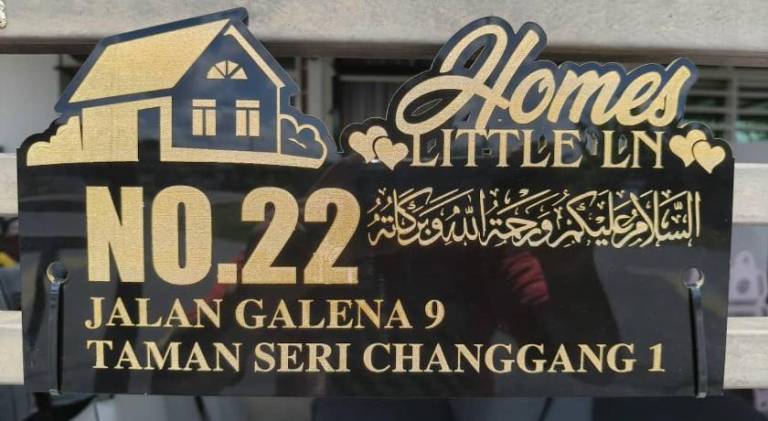 Homes
LITTLE LN
NO.22
السَّلَامُ عَلَيْكُمْ وَرَحْمَةُ اللهِ وَبَرَكَاتُهُ
JALAN GALENA 9
TAMAN SERI CHANGGANG 1